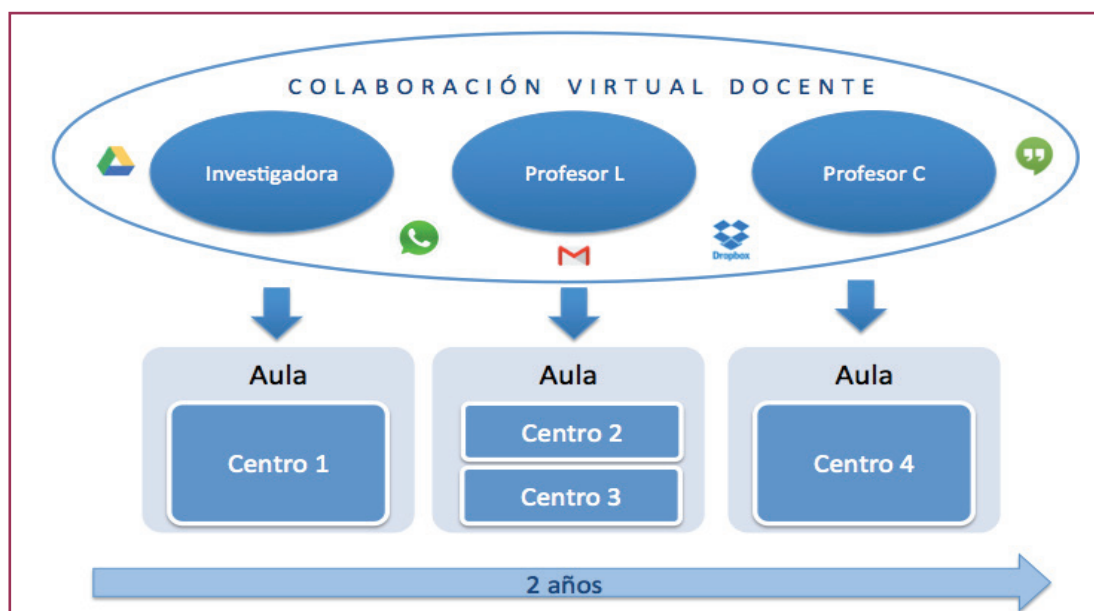 COLABORACIÓN VIRTUAL DOCENTE
Investigadora
Profesor L
Profesor C
Dropbox
Aula
Aula
Aula
Centro 1
Centro 2
Centro 3
Centro 4
2 años